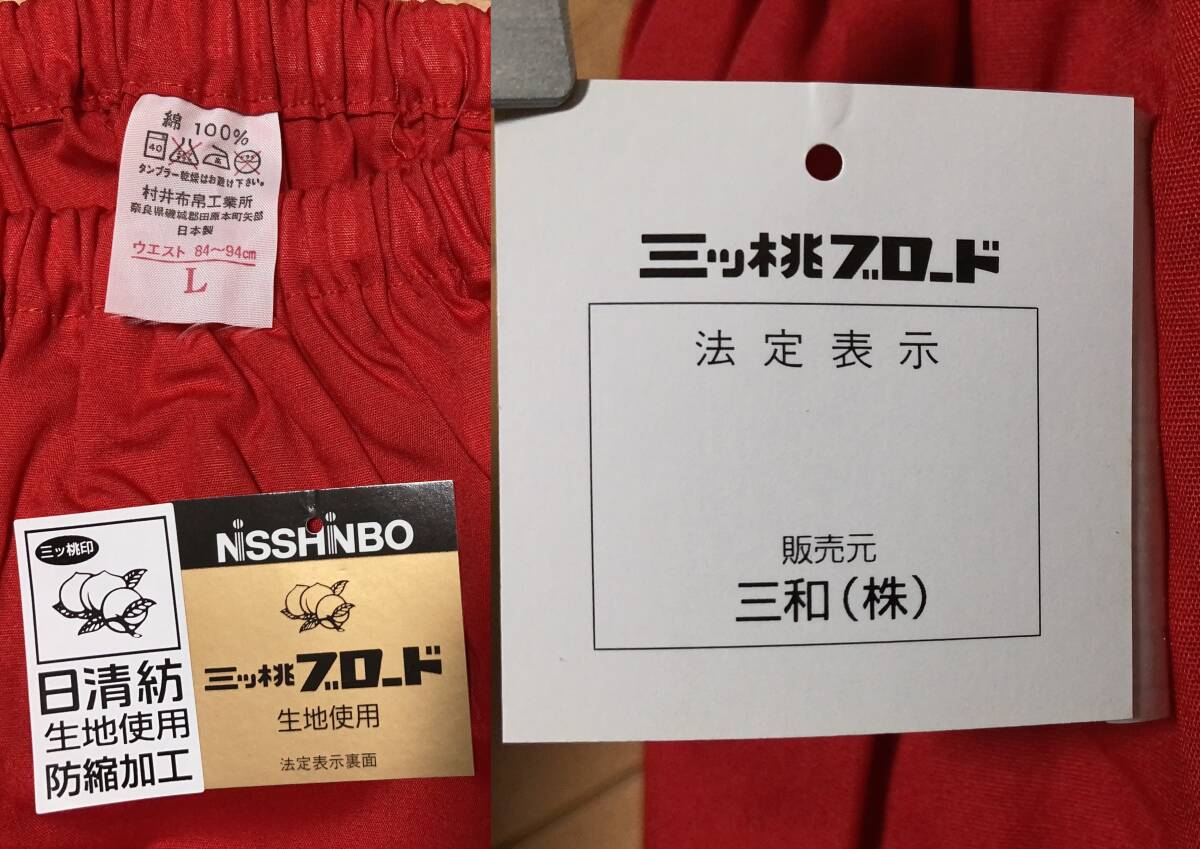 綿 100%
40
高
タンブラー乾燥はお避け下さい。
村井布帛工業所
奈良県磯城郡田原本町矢部
日本製
ウエスト 84〜94cm
L
三ッ桃印
日清紡
生地使用
防縮加工
NISSHINBO
三ッ桃ブロード
生地使用
法定表示裏面
三ッ桃ブロード
法定表示
販売元
三和(株)